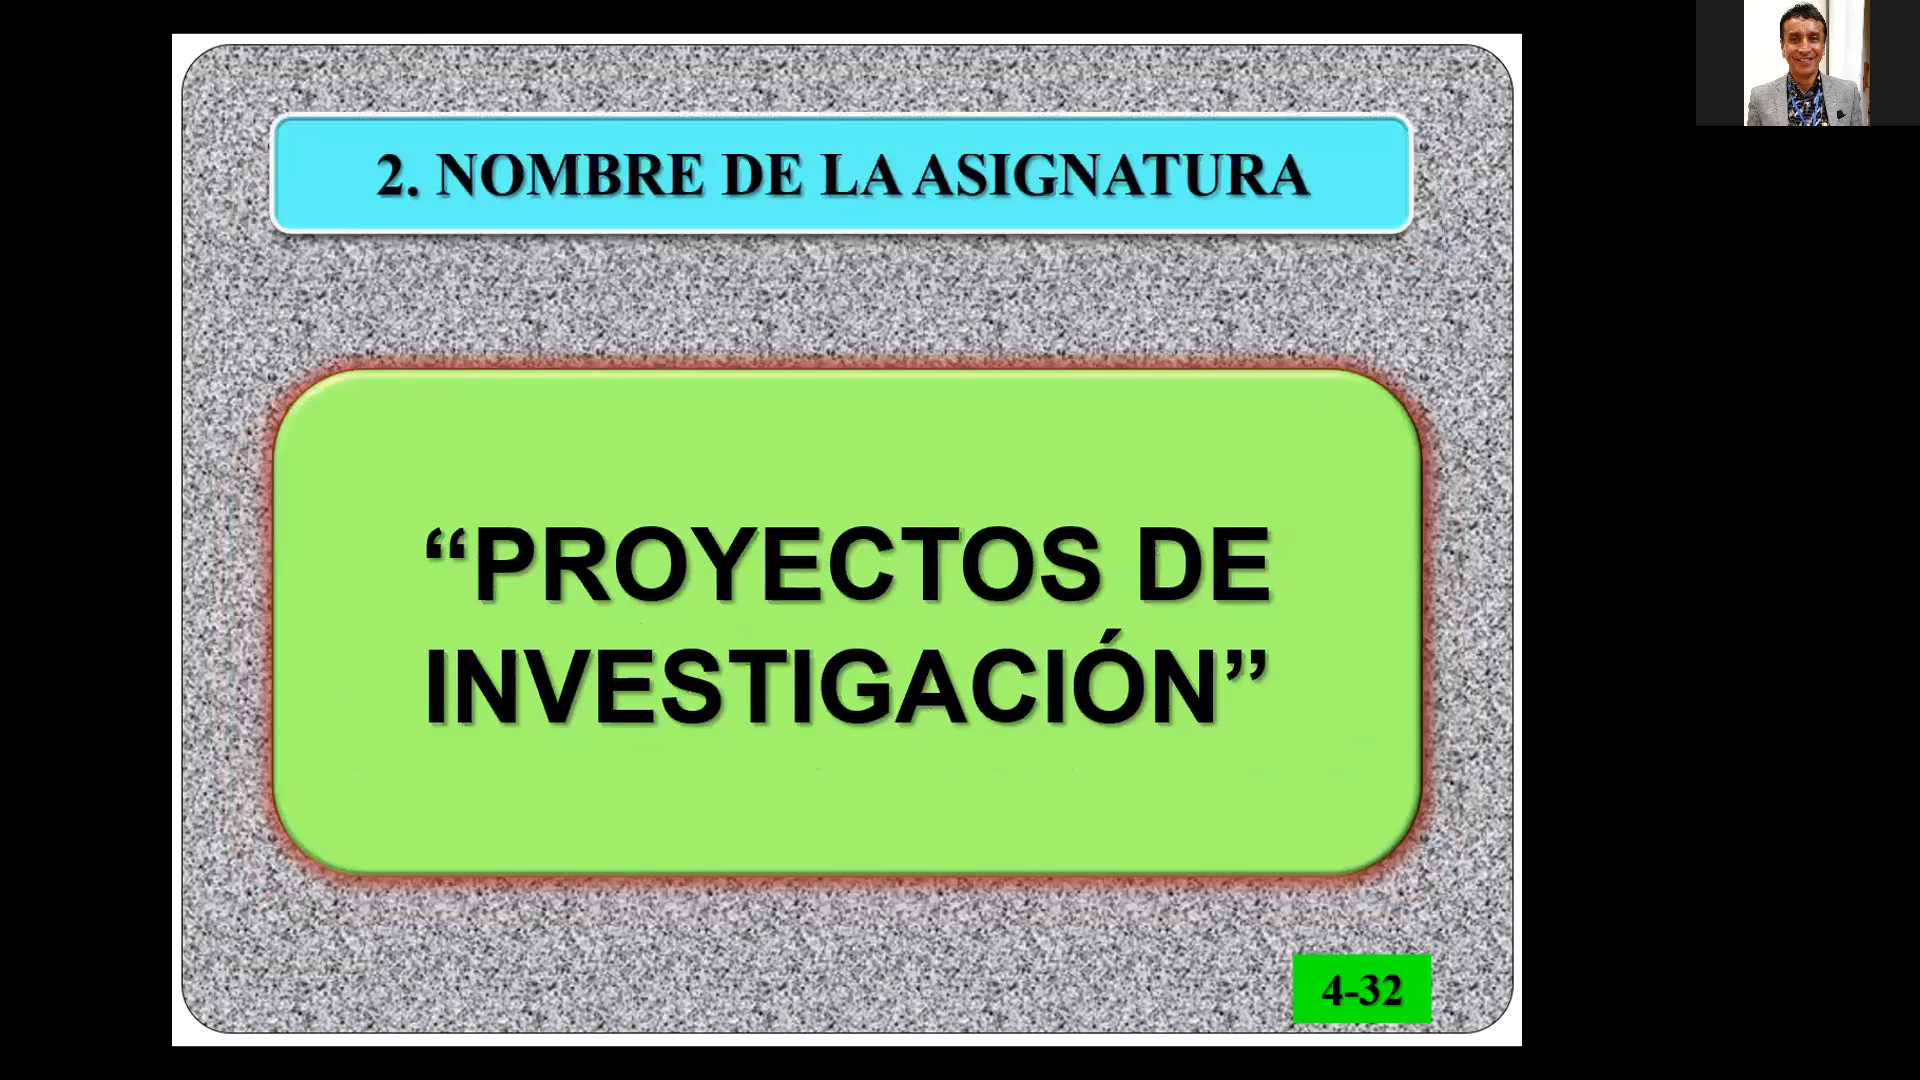 2. NOMBRE DE LA ASIGNATURA
“PROYECTOS DE
INVESTIGACIÓN”
4-32